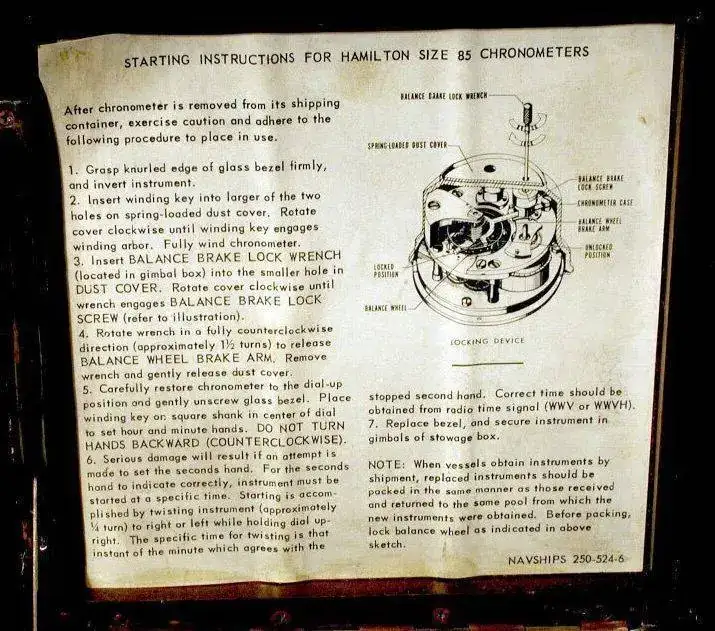 STARTING INSTRUCTIONS FOR HAMILTON SIZE 85 CHRONOMETERS
After chronometer is removed from its shipping
container, exercise caution and adhere to the
following procedure to place in use.
1. Grasp knurled edge of glass bezel firmly,
and invert instrument.
2. Insert winding key into larger of the two
holes on spring-loaded dust cover. Rotate
cover clockwise until winding key engages
winding arbor. Fully wind chronometer.
3. Insert BALANCE BRAKE LOCK WRENCH
(located in gimbal box) into the smaller hole in
DUST COVER. Rotate cover clockwise until
wrench engages BALANCE BRAKE LOCK
SCREW (refer to illustration).
4. Rotate wrench in a fully counterclockwise
direction (approximately 1½ turns) to release
BALANCE WHEEL BRAKE ARM. Remove
wrench and gently release dust cover.
5. Carefully restore chronometer to the dial-up
position and gently unscrew glass bezel. Place
winding key on square shank in center of dial
to set hour and minute hands. DO NOT TURN
HANDS BACKWARD (COUNTERCLOCKWISE).
6. Serious damage will result if an attempt is
made to set the seconds hand. For the seconds
hand to indicate correctly, instrument must be
started at a specific time. Starting is accom-
plished by twisting instrument (approximately
¼ turn) to right or left while holding dial up-
right. The specific time for twisting is that
instant of the minute which agrees with the
BALANCE BRAKE LOCK WRENCH
SPRING-LOADED DUST COVER
BALANCE BRAKE
LOCK SCREW
CHRONOMETER CASE
BALANCE WHEEL
BRAKE ARM
UNLOCKED
POSITION
LOCKED
POSITION
BALANCE WHEEL
LOCKING DEVICE
stopped second hand. Correct time should be
obtained from radio time signal (WWV or WWVH).
7. Replace bezel, and secure instrument in
gimbals of stowage box.
NOTE: When vessels obtain instruments by
shipment, replaced instruments should be
packed in the same manner as those received
and returned to the same pool from which the
new instruments were obtained. Before packing,
lock balance wheel as indicated in above
sketch.
NAVSHIPS 250-524-6